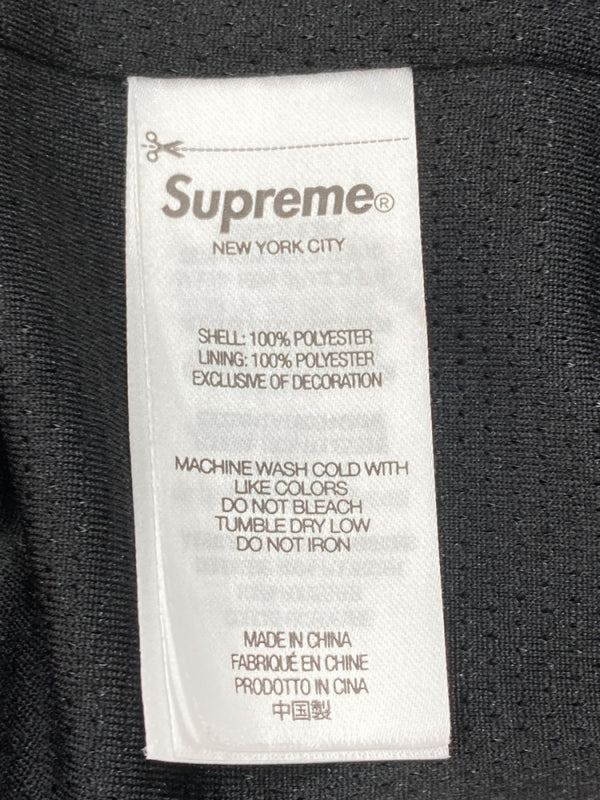 Supreme®
NEW YORK CITY
SHELL: 100% POLYESTER
LINING: 100% POLYESTER
EXCLUSIVE OF DECORATION
MACHINE WASH COLD WITH
LIKE COLORS
DO NOT BLEACH
TUMBLE DRY LOW
DO NOT IRON
MADE IN CHINA
FABRIQUÉ EN CHINE
PRODOTTO IN CINA
中国製